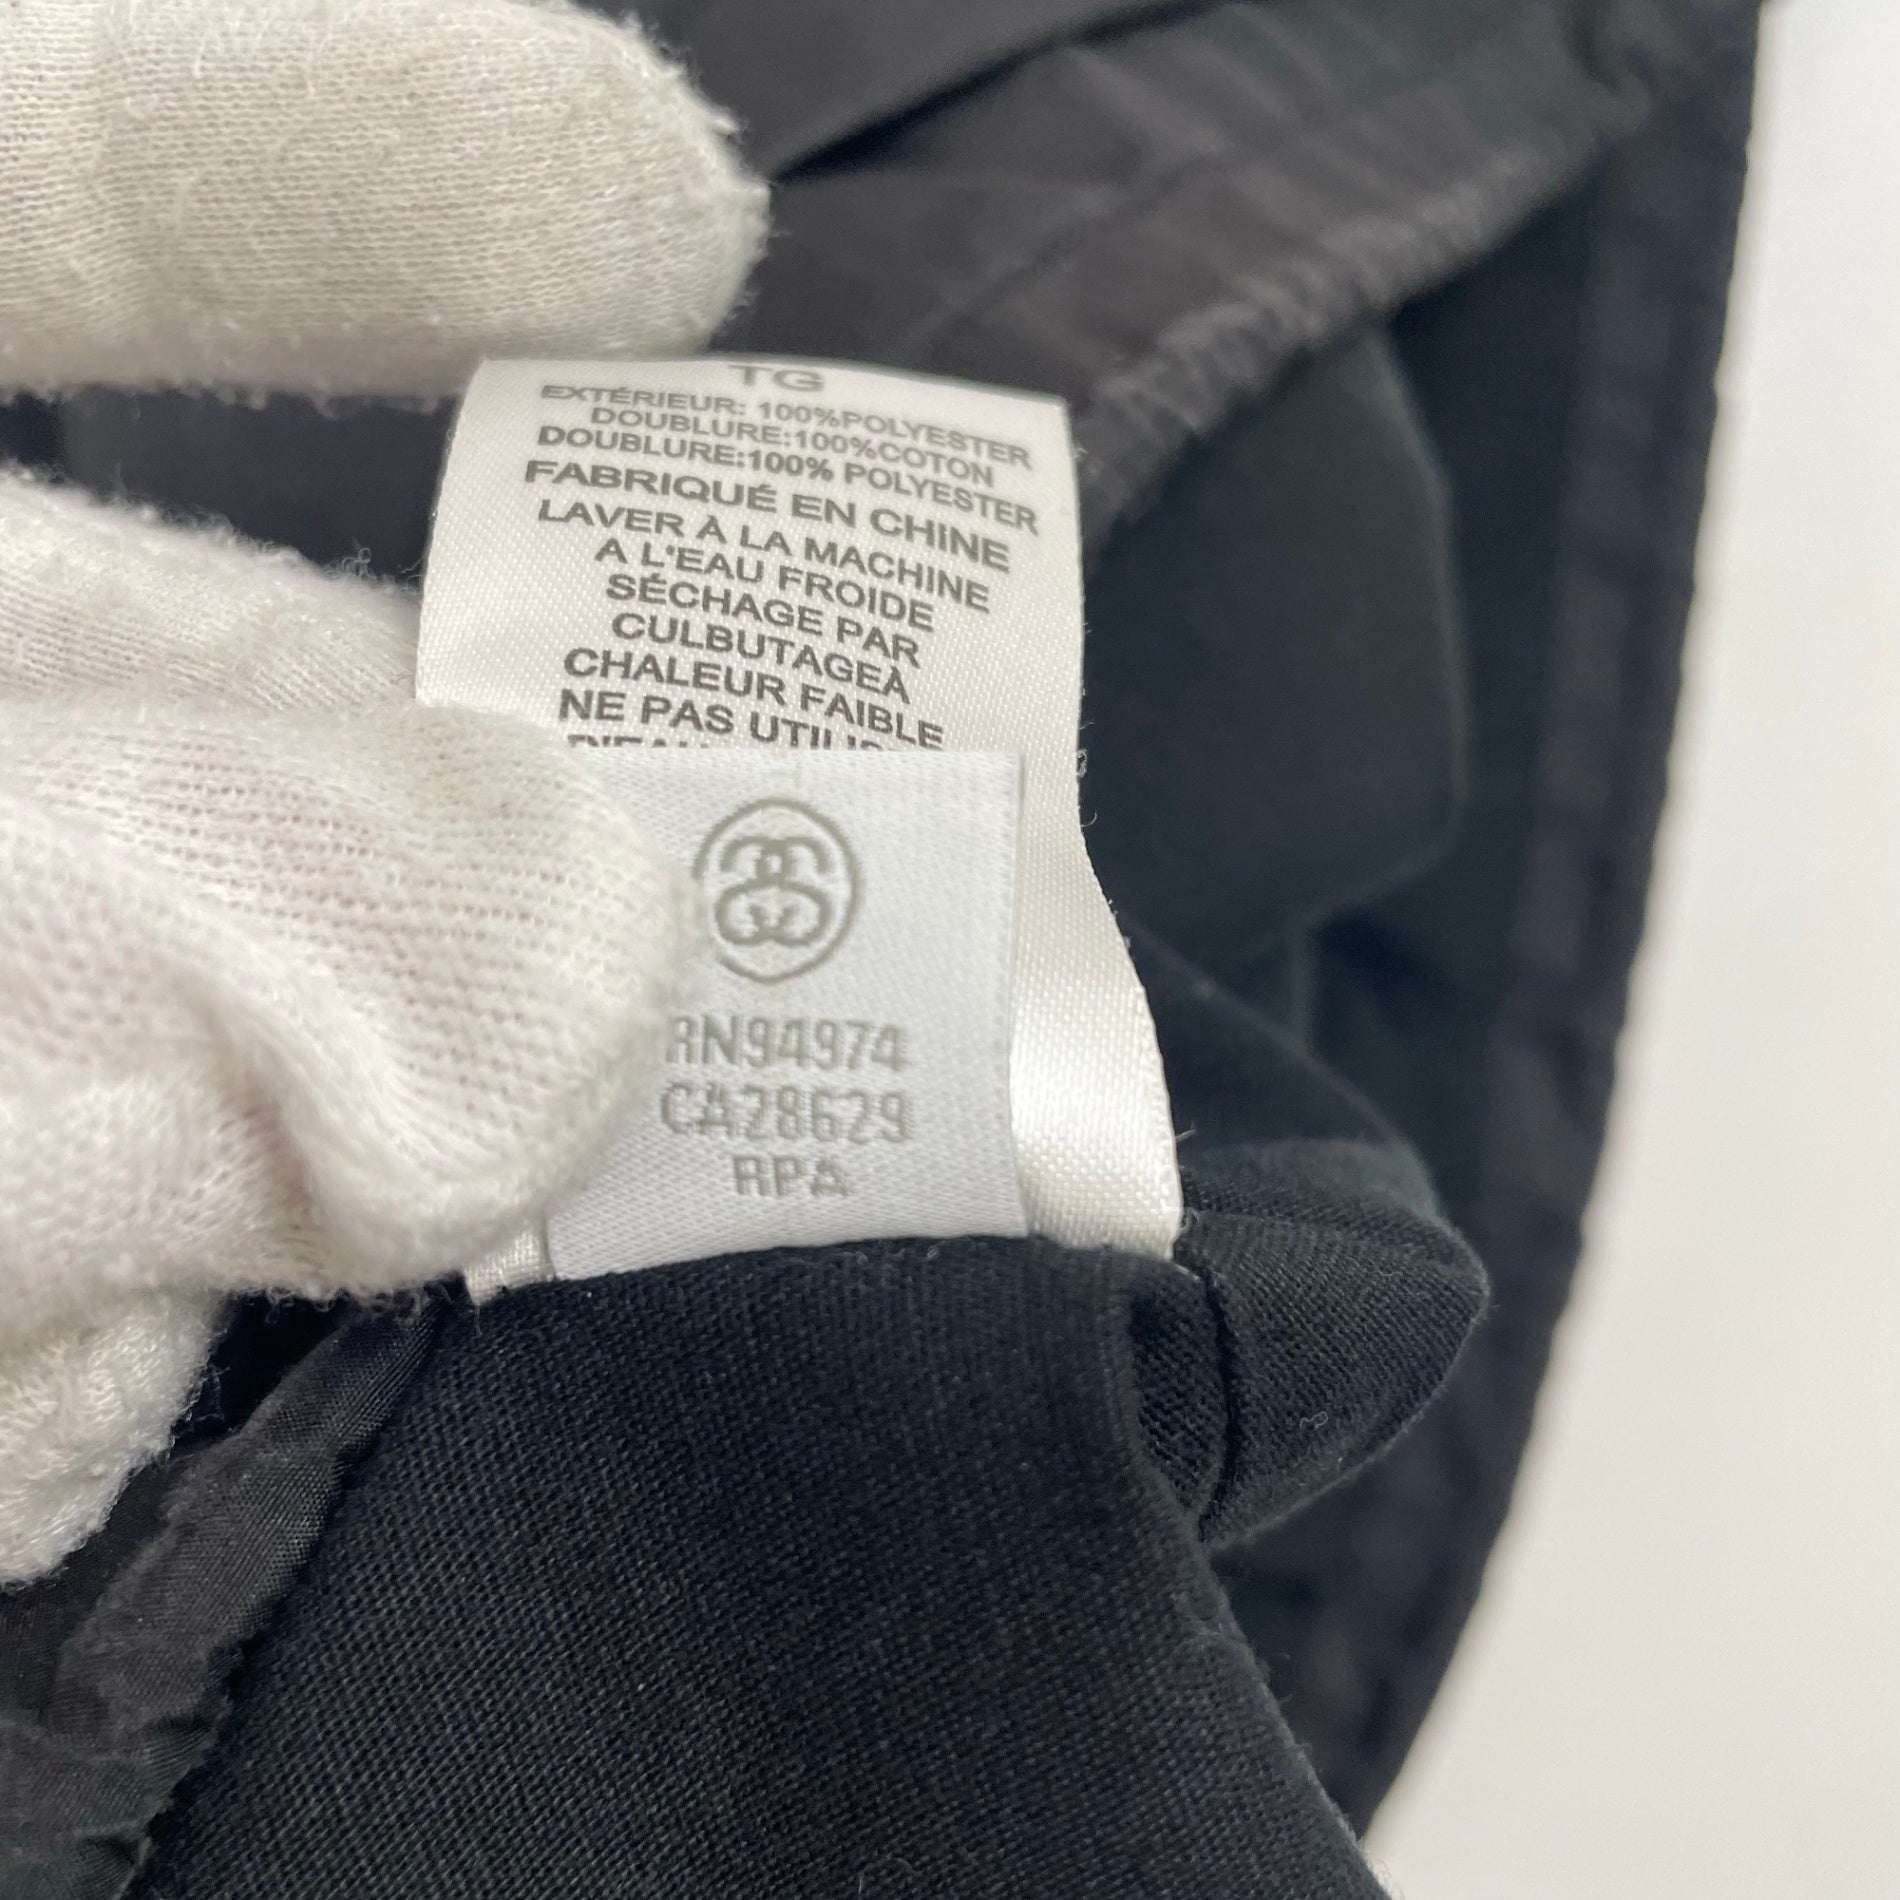 TG
EXTÉRIEUR: 100%POLYESTER
DOUBLURE:100%COTON
DOUBLURE:100% POLYESTER
FABRIQUÉ EN CHINE
LAVER À LA MACHINE
A L'EAU FROIDE
SÉCHAGE PAR
CULBUTAGEÀ
CHALEUR FAIBLE
NE PAS
RN94974
CA28629
RPA